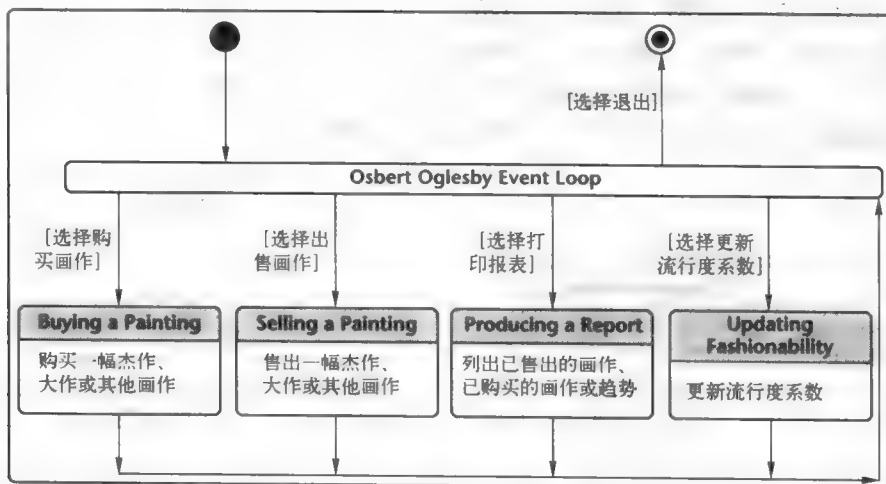 [选择退出]
Osbert Oglesby Event Loop
[选择购
买画作]
[选择出
售画作]
[选择打
印报表]
[选择更新
流行度系数]
Buying a Painting
购买一幅杰作、
大作或其他画作
Selling a Painting
售出一幅杰作、
大作或其他画作
Producing a Report
列出已售出的画作、
已购买的画作或趋势
Updating
Fashionability
更新流行度系数